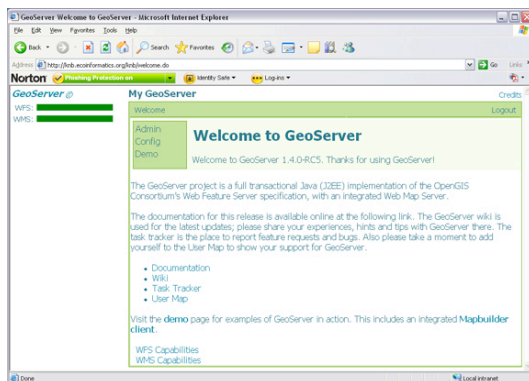 GeoServer Welcome to GeoServer - Microsoft Internet Explorer
File Edit View Favorites Tools Help
Back Search Favorites
Address http://knb.ecoinformatics.org/knb/welcome.do Go Links
Norton Phishing Protection on Identity Safe Log-ins
GeoServer My GeoServer Credits
WFS:
WMS:
Welcome Logout
Admin
Config
Demo
Welcome to GeoServer
Welcome to GeoServer 1.4.0-RC5. Thanks for using GeoServer!
The GeoServer project is a full transactional Java (J2EE) implementation of the OpenGIS
Consortium's Web Feature Server specification, with an integrated Web Map Server.
The documentation for this release is available online at the following link. The GeoServer wiki is
used for the latest updates; please share your experiences, hints and tips with GeoServer there. The
task tracker is the place to report feature requests and bugs. Also please take a moment to add
yourself to the User Map to show your support for GeoServer.
• Documentation
• Wiki
• Task Tracker
• User Map
Visit the demo page for examples of GeoServer in action. This includes an integrated Mapbuilder
client.
WFS Capabilities
WMS Capabilities
Done Local intranet